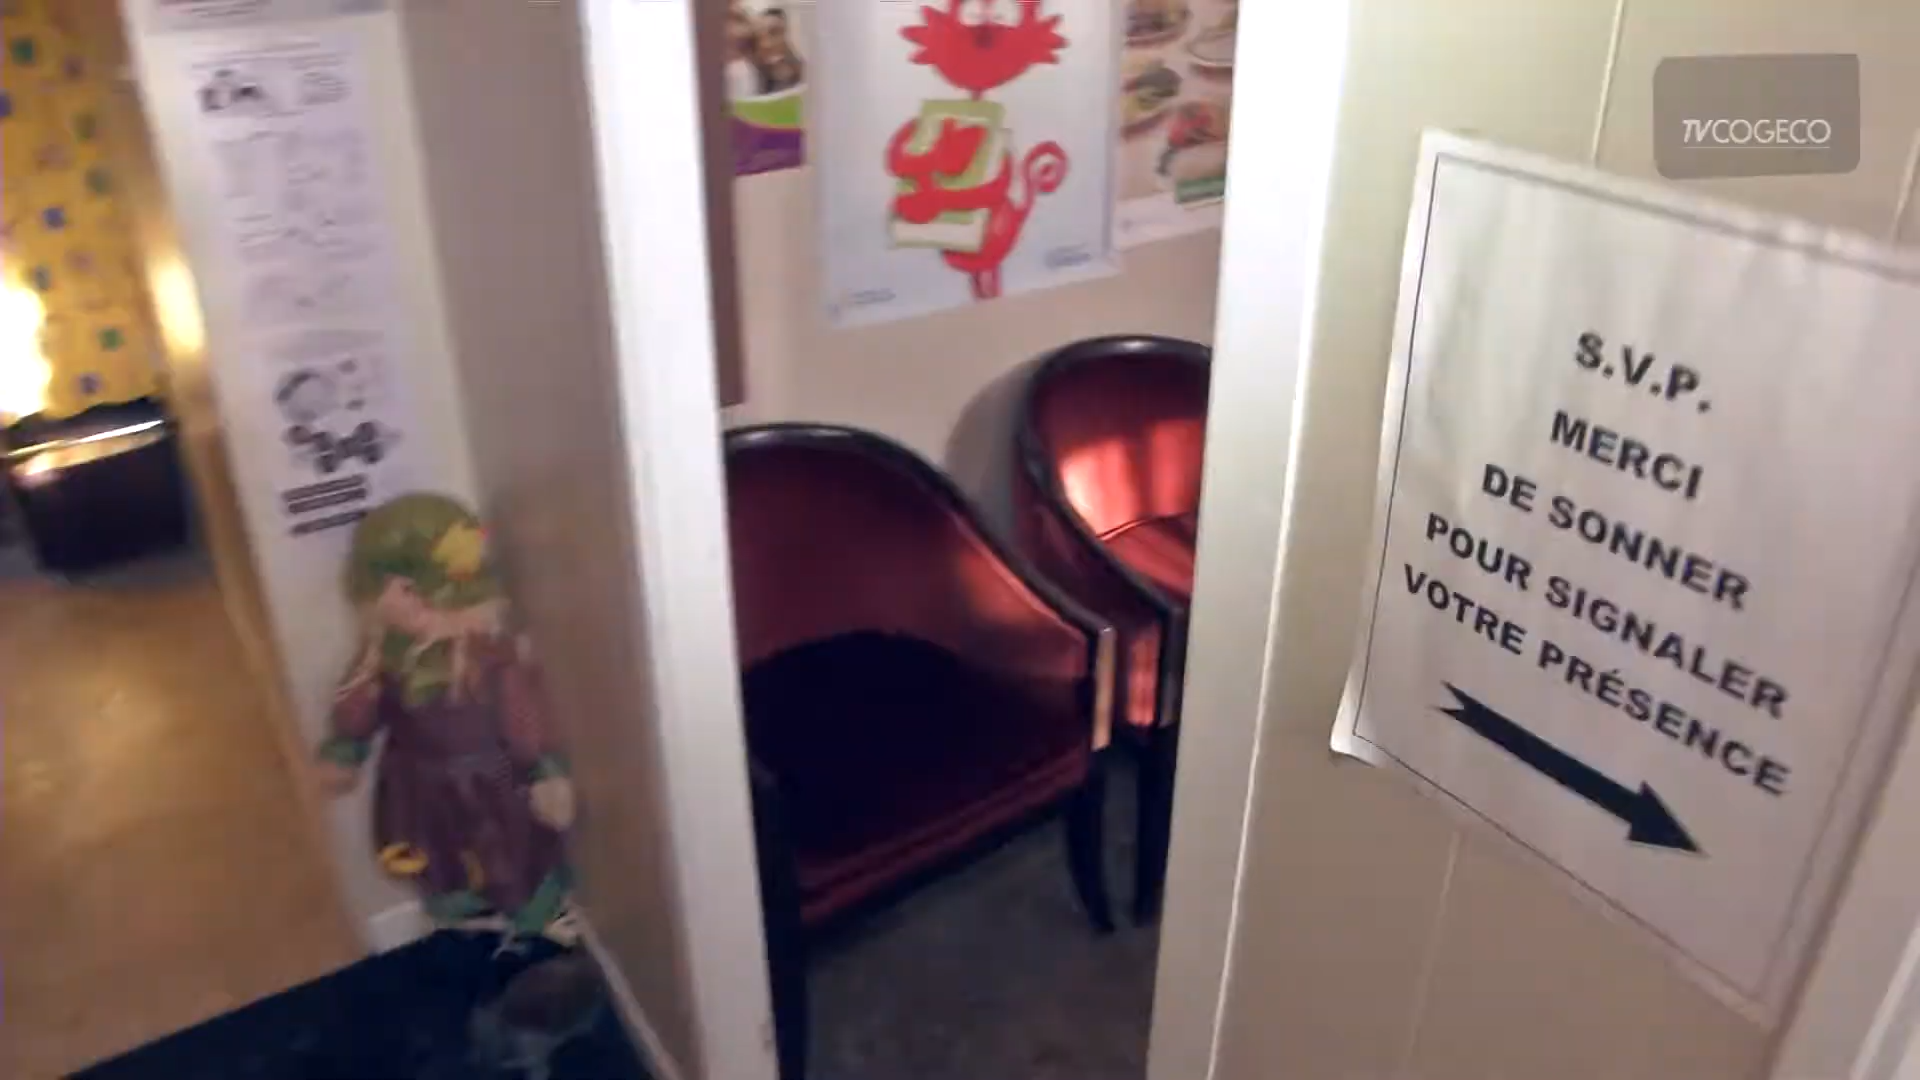 TVCOGECO
S.V.P.
MERCI
DE SONNER
POUR SIGNALER
VOTRE PRÉSENCE